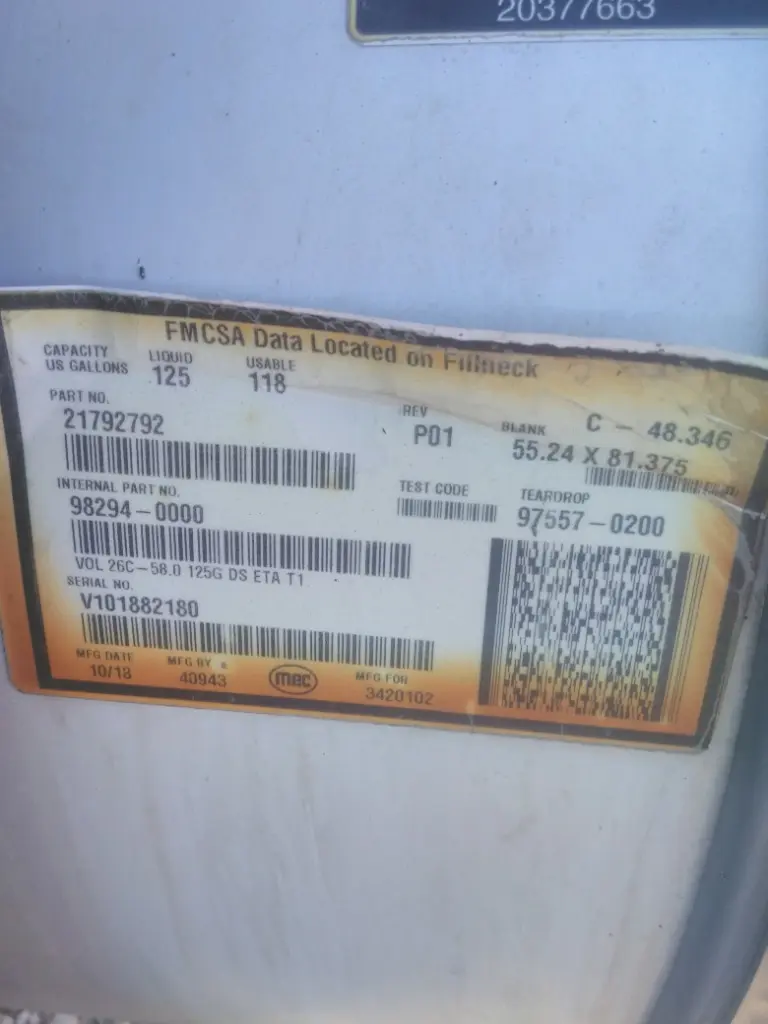 20377663
FMCSA Data Located on Fillneck
CAPACITY
US GALLONS
LIQUID
125
USABLE
118
PART NO.
21792792
REV
P01
BLANK
C - 48.346
55.24 X 81.375
INTERNAL PART NO.
98294-0000
TEST CODE
TEARDROP
97557-0200
VOL 26C-58.0 125G DS ETA T1
SERIAL NO.
V101882180
MFG DATE
10/18
MFG BY
40943
mec
MFG FOR
3420102